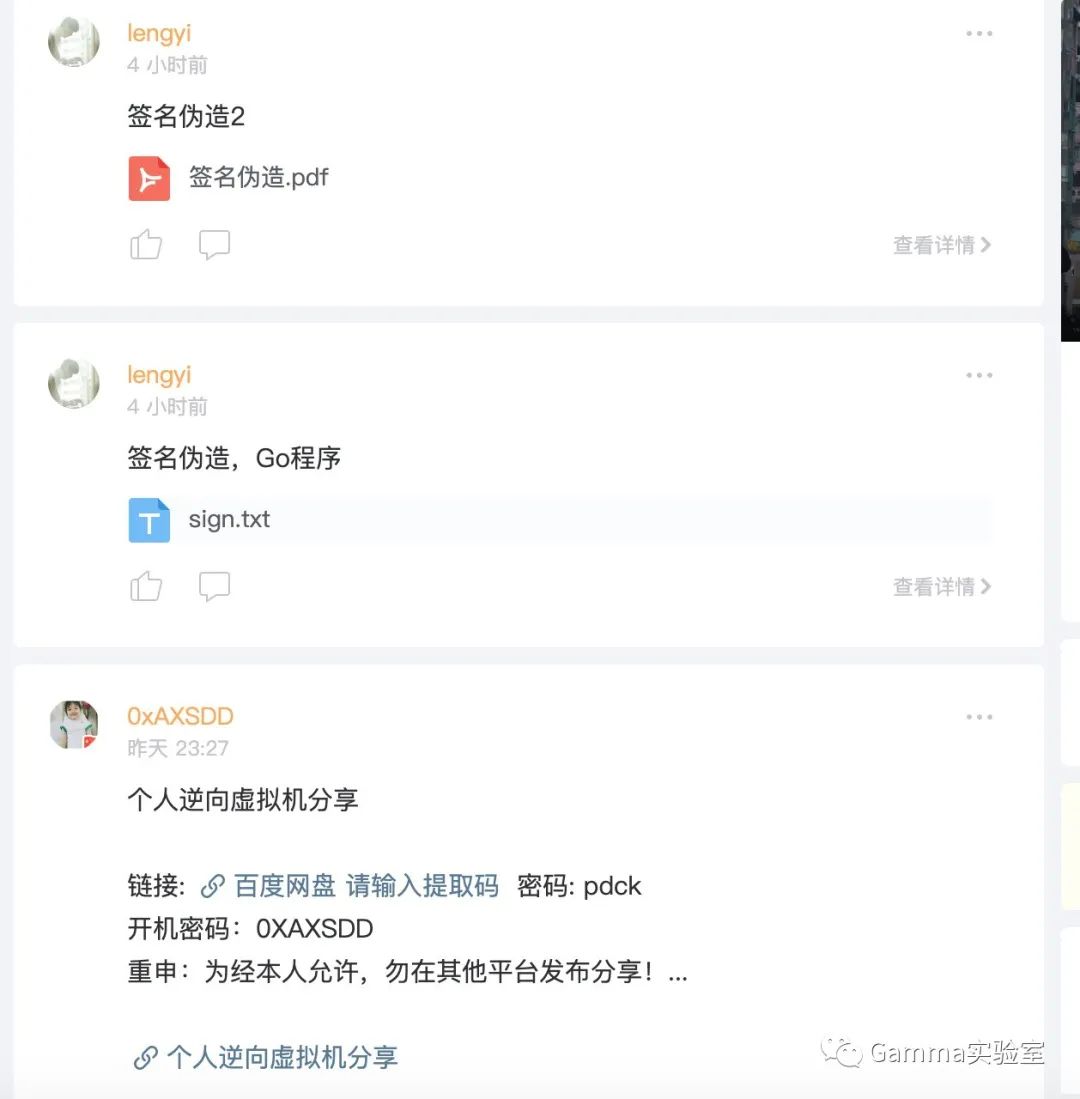 lengyi
4 小时前
签名伪造2
签名伪造.pdf
查看详情
lengyi
4 小时前
签名伪造，Go程序
sign.txt
查看详情
0xAXSDD
昨天 23:27
个人逆向虚拟机分享
链接: 百度网盘 请输入提取码 密码: pdck
开机密码：0XAXSDD
重申：为经本人允许，勿在其他平台发布分享！...
个人逆向虚拟机分享
Gamma实验室